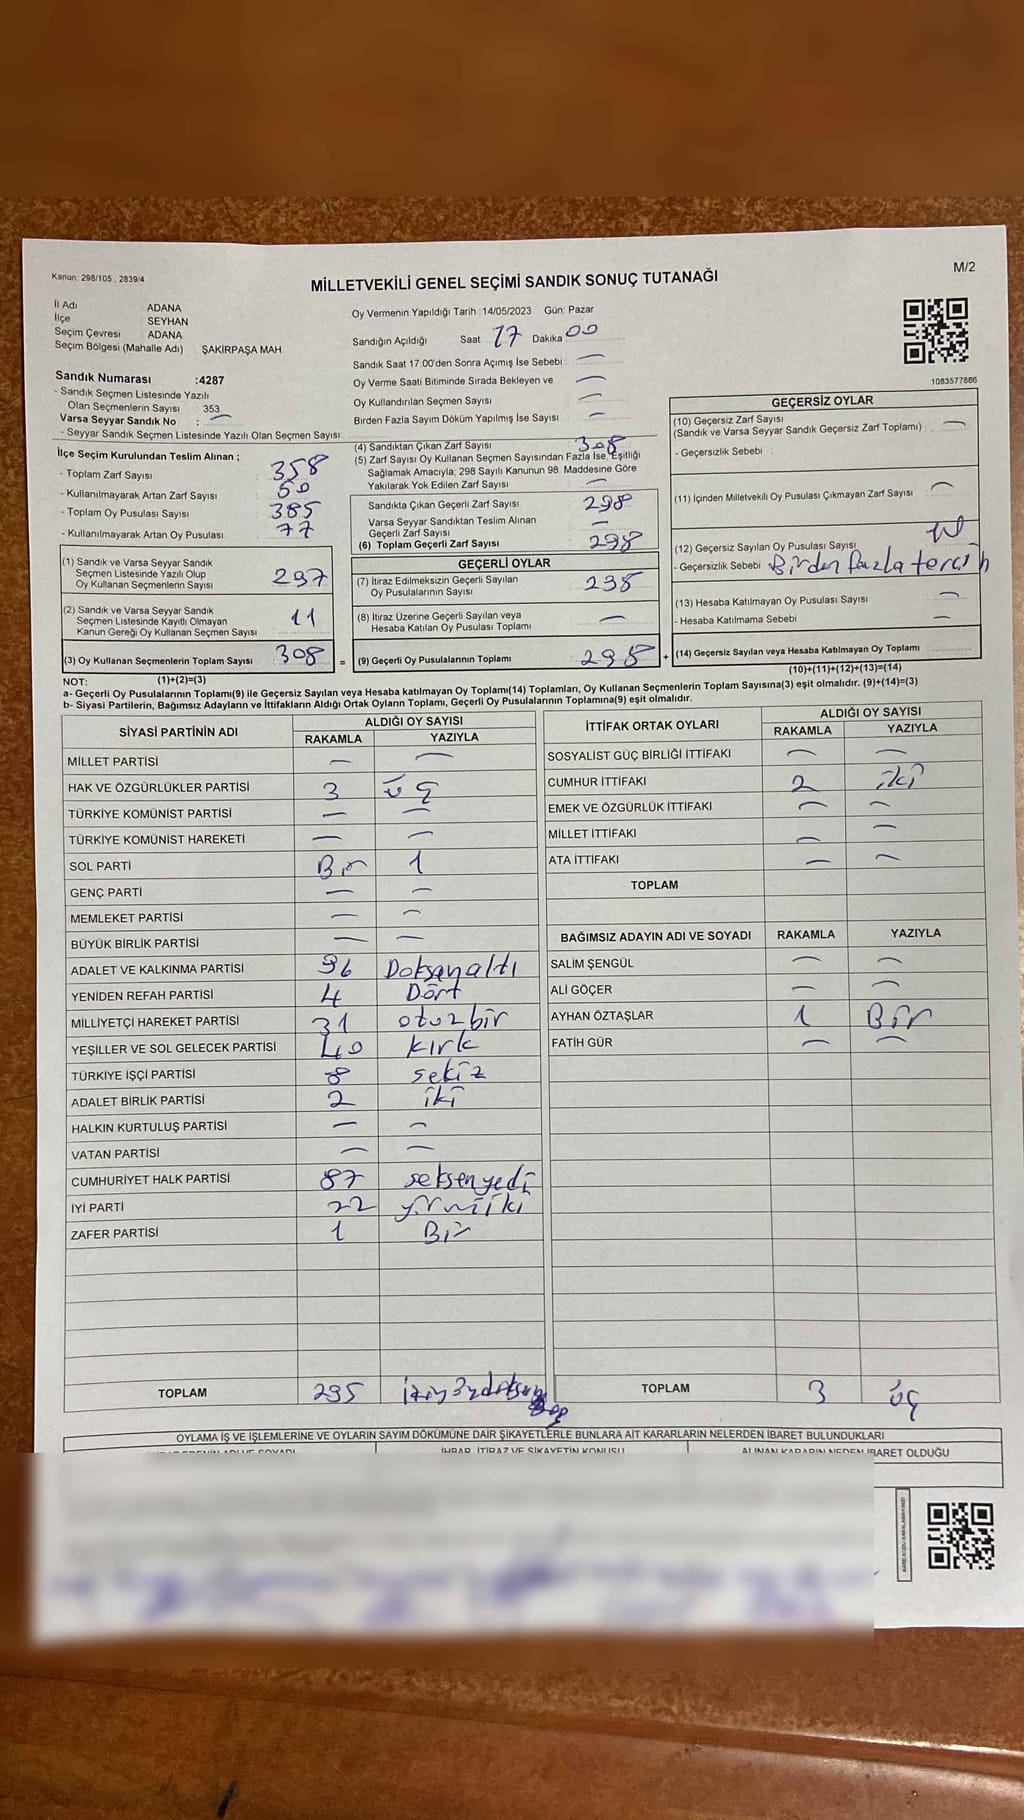 Kanun: 298/105 , 2839/4
M/2
MİLLETVEKİLİ GENEL SEÇİMİ SANDIK SONUÇ TUTANAĞI
İl Adı ADANA
İlçe SEYHAN
Seçim Çevresi ADANA
Seçim Bölgesi (Mahalle Adı) : ŞAKİRPAŞA MAH
Sandık Numarası :4287
- Sandık Seçmen Listesinde Yazılı
Olan Seçmenlerin Sayısı 353
Varsa Seyyar Sandık No : —
- Seyyar Sandık Seçmen Listesinde Yazılı Olan Seçmen Sayısı:
Oy Vermenin Yapıldığı Tarih :14/05/2023 Gün: Pazar
Sandığın Açıldığı Saat 17 Dakika 00
Sandık Saat 17.00'den Sonra Açımış İse Sebebi : —
Oy Verme Saati Bitiminde Sırada Bekleyen ve —
Oy Kullandırılan Seçmen Sayısı —
Birden Fazla Sayım Döküm Yapılmış İse Sayısı —
1083577886
İlçe Seçim Kurulundan Teslim Alınan ;
- Toplam Zarf Sayısı 358
- Kullanılmayarak Artan Zarf Sayısı 50
- Toplam Oy Pusulası Sayısı 385
- Kullanılmayarak Artan Oy Pusulası 77
(1) Sandık ve Varsa Seyyar Sandık
Seçmen Listesinde Yazılı Olup
Oy Kullanan Seçmenlerin Sayısı 297
(2) Sandık ve Varsa Seyyar Sandık
Seçmen Listesinde Kayıtlı Olmayan
Kanun Gereği Oy Kullanan Seçmen Sayısı 11
(3) Oy Kullanan Seçmenlerin Toplam Sayısı 308 =
(4) Sandıktan Çıkan Zarf Sayısı 308
(5) Zarf Sayısı Oy Kullanan Seçmen Sayısından Fazla İse, Eşitliği
Sağlamak Amacıyla; 298 Sayılı Kanunun 98. Maddesine Göre
Yakılarak Yok Edilen Zarf Sayısı —
Sandıkta Çıkan Geçerli Zarf Sayısı 298
Varsa Seyyar Sandıktan Teslim Alınan
Geçerli Zarf Sayısı —
(6) Toplam Geçerli Zarf Sayısı 298
GEÇERLİ OYLAR
(7) İtiraz Edilmeksizin Geçerli Sayılan
Oy Pusulalarının Sayısı 298
(8) İtiraz Üzerine Geçerli Sayılan veya
Hesaba Katılan Oy Pusulası Toplamı —
(9) Geçerli Oy Pusulalarının Toplamı 298 +
GEÇERSİZ OYLAR
(10) Geçersiz Zarf Sayısı
(Sandık ve Varsa Seyyar Sandık Geçersiz Zarf Toplamı) : —
- Geçersizlik Sebebi :
(11) İçinden Milletvekili Oy Pusulası Çıkmayan Zarf Sayısı —
(12) Geçersiz Sayılan Oy Pusulası Sayısı
- Geçersizlik Sebebi Birden fazla tercih
(13) Hesaba Katılmayan Oy Pusulası Sayısı —
- Hesaba Katılmama Sebebi : —
(14) Geçersiz Sayılan veya Hesaba Katılmayan Oy Toplamı
NOT: (1)+(2)=(3) (10)+(11)+(12)+(13)=(14)
a- Geçerli Oy Pusulalarının Toplamı(9) ile Geçersiz Sayılan veya Hesaba katılmayan Oy Toplamı(14) Toplamları, Oy Kullanan Seçmenlerin Toplam Sayısına(3) eşit olmalıdır. (9)+(14)=(3)
b- Siyasi Partilerin, Bağımsız Adayların ve İttifakların Aldığı Ortak Oyların Toplamı, Geçerli Oy Pusulalarının Toplamına(9) eşit olmalıdır.
SİYASİ PARTİNİN ADI ALDIĞI OY SAYISI
RAKAMLA YAZIYLA
MİLLET PARTİSİ — —
HAK VE ÖZGÜRLÜKLER PARTİSİ 3 üç
TÜRKİYE KOMÜNİST PARTİSİ — —
TÜRKİYE KOMÜNİST HAREKETİ — —
SOL PARTİ Bir 1
GENÇ PARTİ — —
MEMLEKET PARTİSİ — —
BÜYÜK BİRLİK PARTİSİ — —
ADALET VE KALKINMA PARTİSİ 96 Doksanaltı
YENİDEN REFAH PARTİSİ 4 Dört
MİLLİYETÇİ HAREKET PARTİSİ 31 otuzbir
YEŞİLLER VE SOL GELECEK PARTİSİ 40 kırk
TÜRKİYE İŞÇİ PARTİSİ 8 sekiz
ADALET BİRLİK PARTİSİ 2 iki
HALKIN KURTULUŞ PARTİSİ — —
VATAN PARTİSİ — —
CUMHURİYET HALK PARTİSİ 87 seksenyedi
İYİ PARTİ 22 yirmiiki
ZAFER PARTİSİ 1 Bir
TOPLAM 295
İTTİFAK ORTAK OYLARI ALDIĞI OY SAYISI
RAKAMLA YAZIYLA
SOSYALİST GÜÇ BİRLİĞİ İTTİFAKI — —
CUMHUR İTTİFAKI 2 iki
EMEK VE ÖZGÜRLÜK İTTİFAKI — —
MİLLET İTTİFAKI — —
ATA İTTİFAKI — —
TOPLAM
BAĞIMSIZ ADAYIN ADI VE SOYADI RAKAMLA YAZIYLA
SALİM ŞENGÜL — —
ALİ GÖÇER — —
AYHAN ÖZTAŞLAR 1 Bir
FATİH GÜR — —
TOPLAM 3 üç
OYLAMA İŞ VE İŞLEMLERİNE VE OYLARIN SAYIM DÖKÜMÜNE DAİR ŞİKAYETLERLE BUNLARA AİT KARARLARIN NELERDEN İBARET BULUNDUKLARI
İHBAR, İTİRAZ VE ŞİKAYETİN KONUSU ALINAN KARARIN NEDEN İBARET OLDUĞU